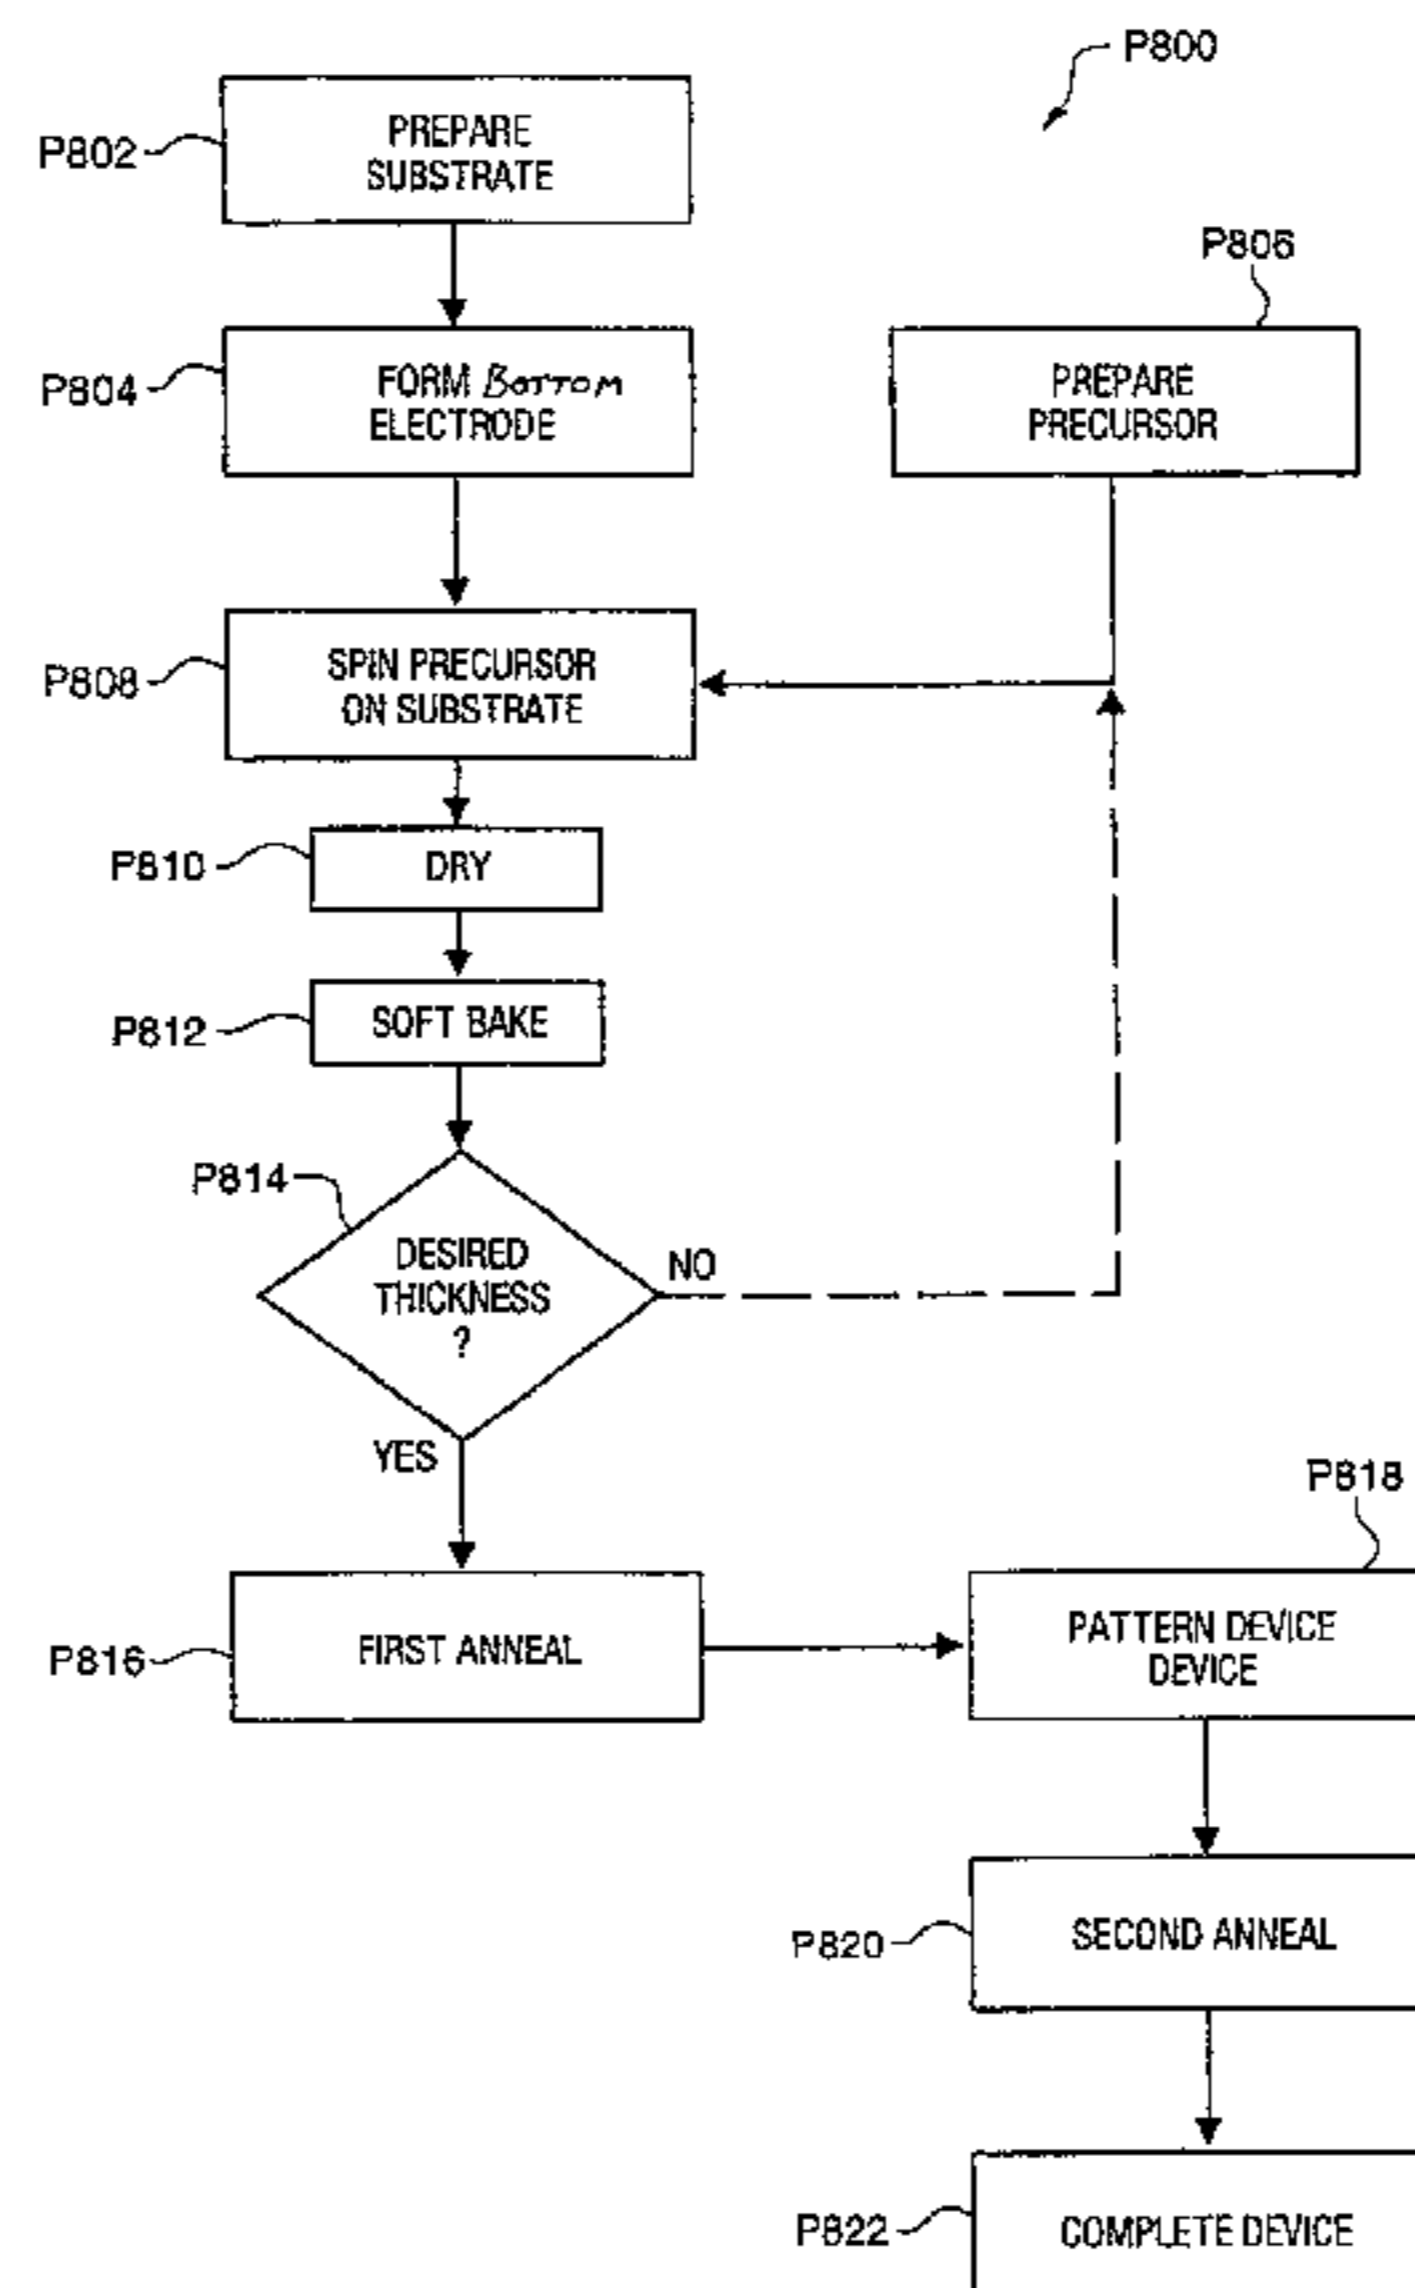 P800
P802
PREPARE
SUBSTRATE
P804
FORM Bottom
ELECTRODE
P806
PREPARE
PRECURSOR
P808
SPIN PRECURSOR
ON SUBSTRATE
P810
DRY
P812
SOFT BAKE
P814
DESIRED
THICKNESS
?
NO
YES
P816
FIRST ANNEAL
P818
PATTERN DEVICE
DEVICE
P820
SECOND ANNEAL
P822
COMPLETE DEVICE